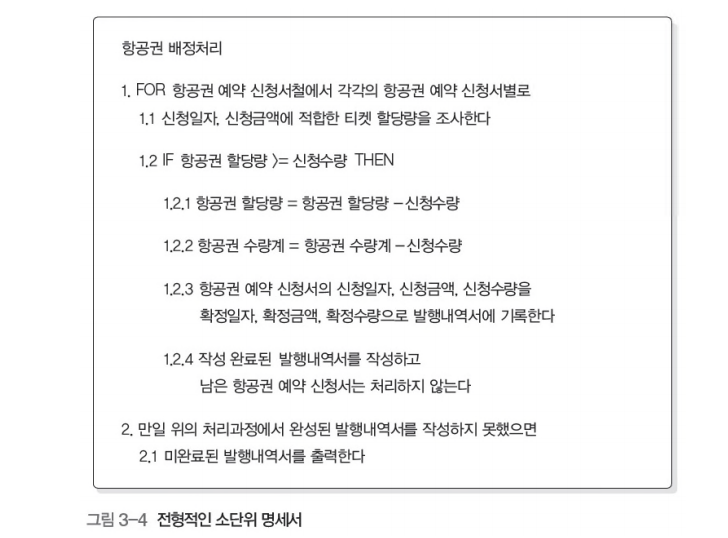 항공권 배정처리
1. FOR 항공권 예약 신청서철에서 각각의 항공권 예약 신청서별로
1.1 신청일자, 신청금액에 적합한 티켓 할당량을 조사한다
1.2 IF 항공권 할당량 >= 신청수량 THEN
1.2.1 항공권 할당량 = 항공권 할당량 – 신청수량
1.2.2 항공권 수량계 = 항공권 수량계 – 신청수량
1.2.3 항공권 예약 신청서의 신청일자, 신청금액, 신청수량을
확정일자, 확정금액, 확정수량으로 발행내역서에 기록한다
1.2.4 작성 완료된 발행내역서를 작성하고
남은 항공권 예약 신청서는 처리하지 않는다
2. 만일 위의 처리과정에서 완성된 발행내역서를 작성하지 못했으면
2.1 미완료된 발행내역서를 출력한다
그림 3-4 전형적인 소단위 명세서